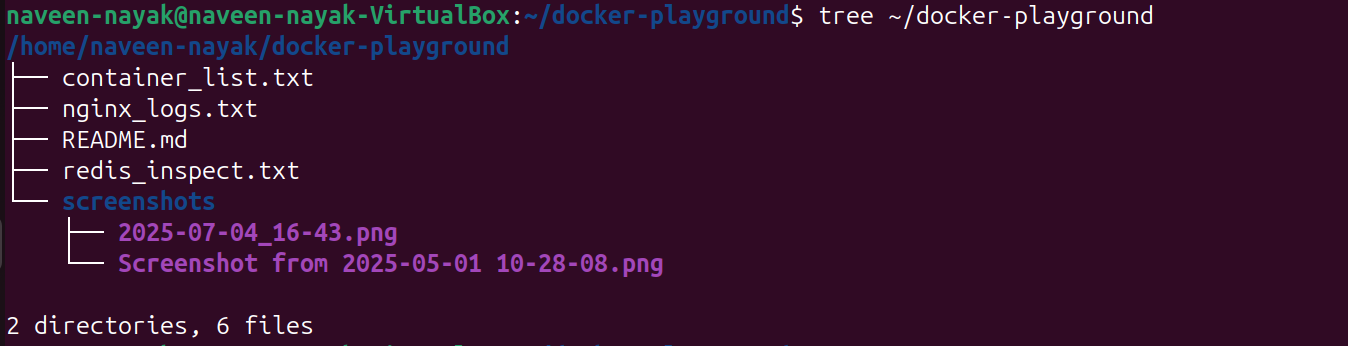 naveen-nayak@naveen-nayak-VirtualBox:~/docker-playground$ tree ~/docker-playground
/home/naveen-nayak/docker-playground
├── container_list.txt
├── nginx_logs.txt
├── README.md
├── redis_inspect.txt
└── screenshots
    ├── 2025-07-04_16-43.png
    └── Screenshot from 2025-05-01 10-28-08.png
2 directories, 6 files